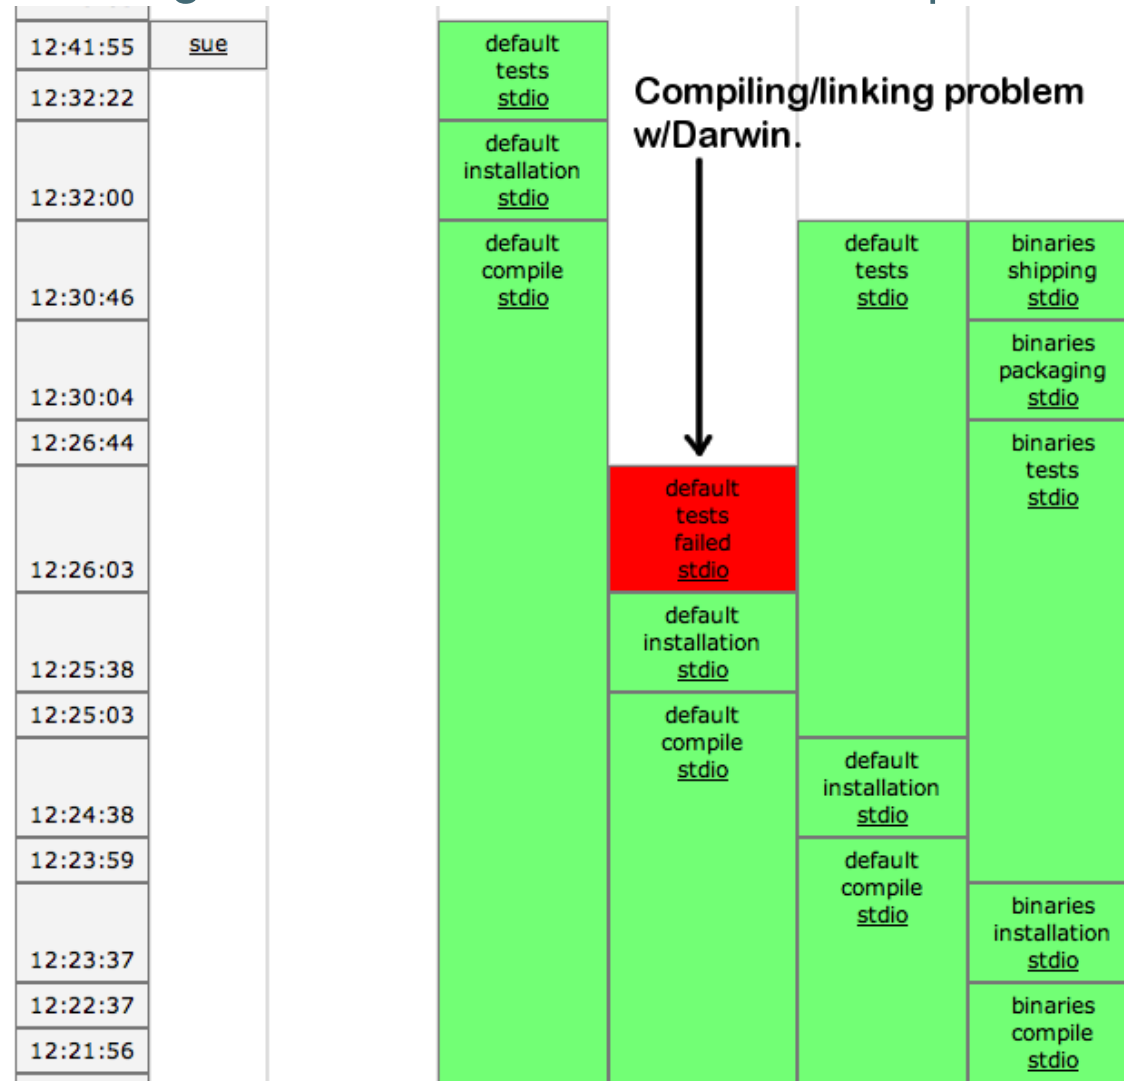 12:41:55 sue default
tests
stdio
12:32:22
Compiling/linking problem
w/Darwin.
default
installation
stdio
12:32:00
default
compile
stdio
default
tests
stdio
binaries
shipping
stdio
12:30:46
binaries
packaging
stdio
12:30:04
12:26:44
binaries
tests
stdio
default
tests
failed
stdio
12:26:03
default
installation
stdio
12:25:38
12:25:03
default
compile
stdio
default
installation
stdio
12:24:38
12:23:59
default
compile
stdio
binaries
installation
stdio
12:23:37
12:22:37
binaries
compile
stdio
12:21:56